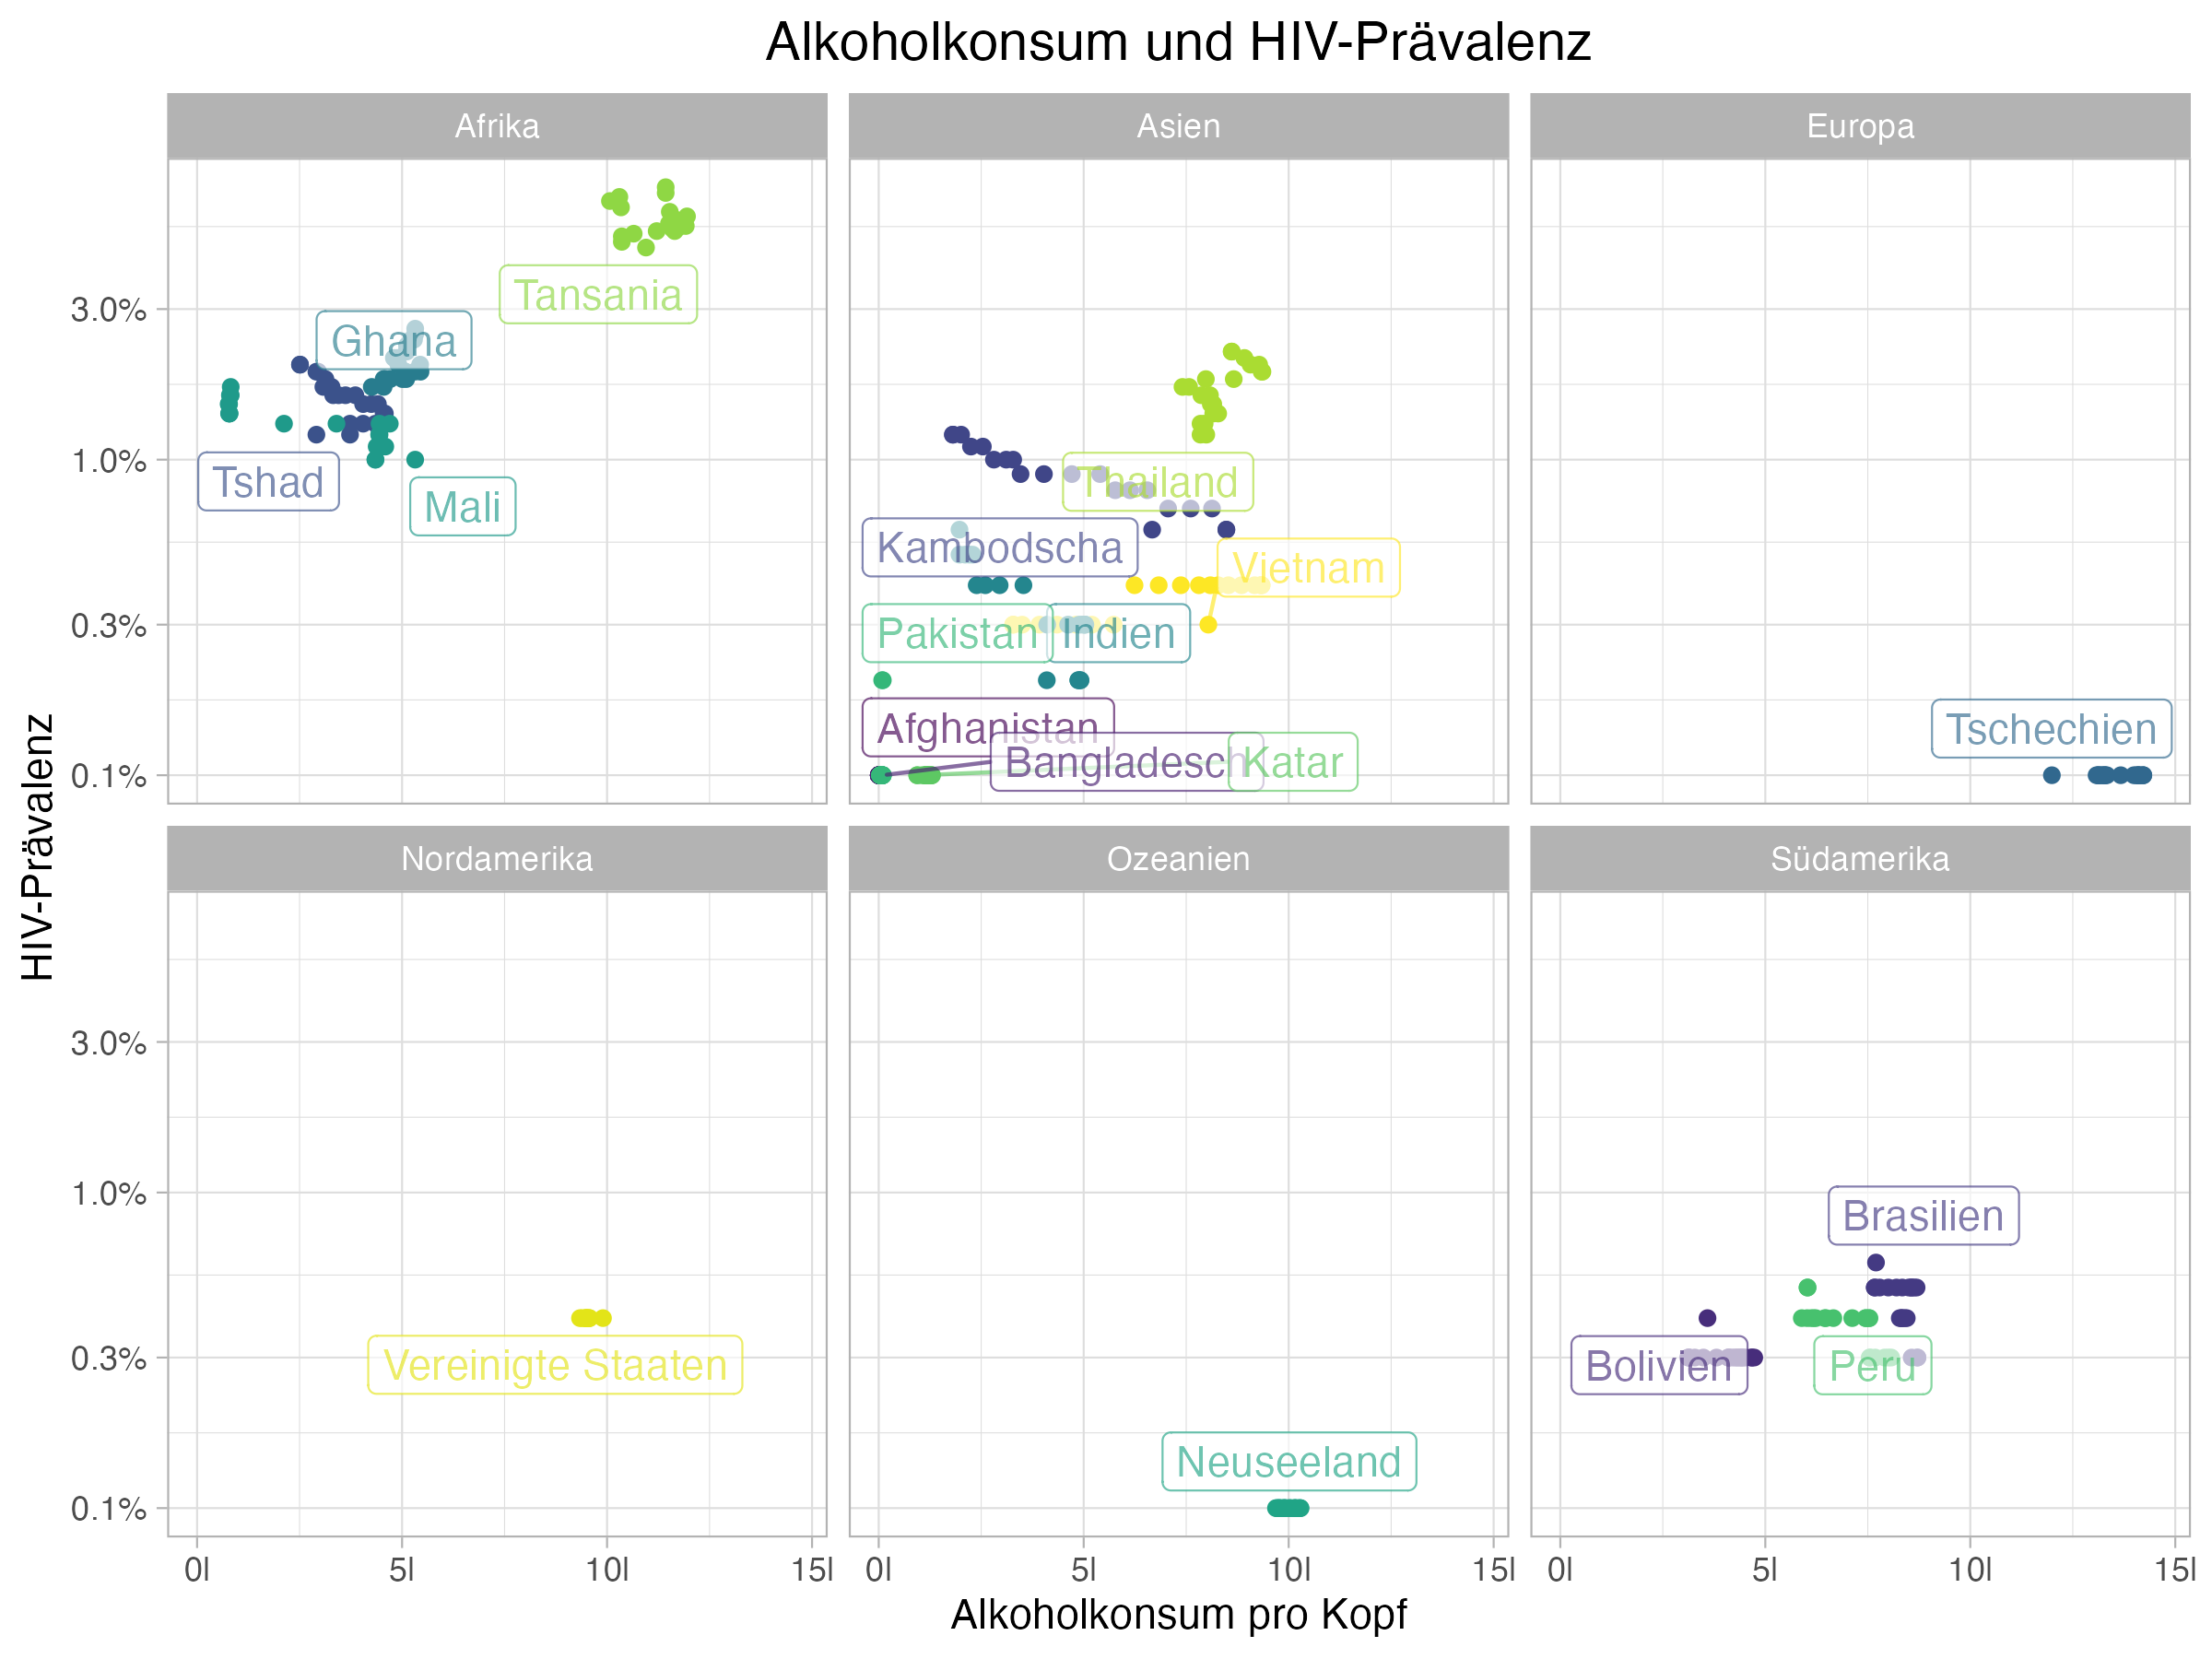 Alkoholkonsum und HIV-Prävalenz
Afrika
Asien
Europa
Tansania
3.0%
Ghana
1.0%
Tshad
Mali
Thailand
Kambodscha
Vietnam
0.3%
Pakistan
Indien
Afghanistan
Bangladesch
Katar
Tschechien
0.1%
HIV-Prävalenz
Nordamerika
Ozeanien
Südamerika
3.0%
1.0%
Brasilien
0.3%
Vereinigte Staaten
Bolivien
Peru
Neuseeland
0.1%
0l 5l 10l 15l
0l 5l 10l 15l
0l 5l 10l 15l
Alkoholkonsum pro Kopf